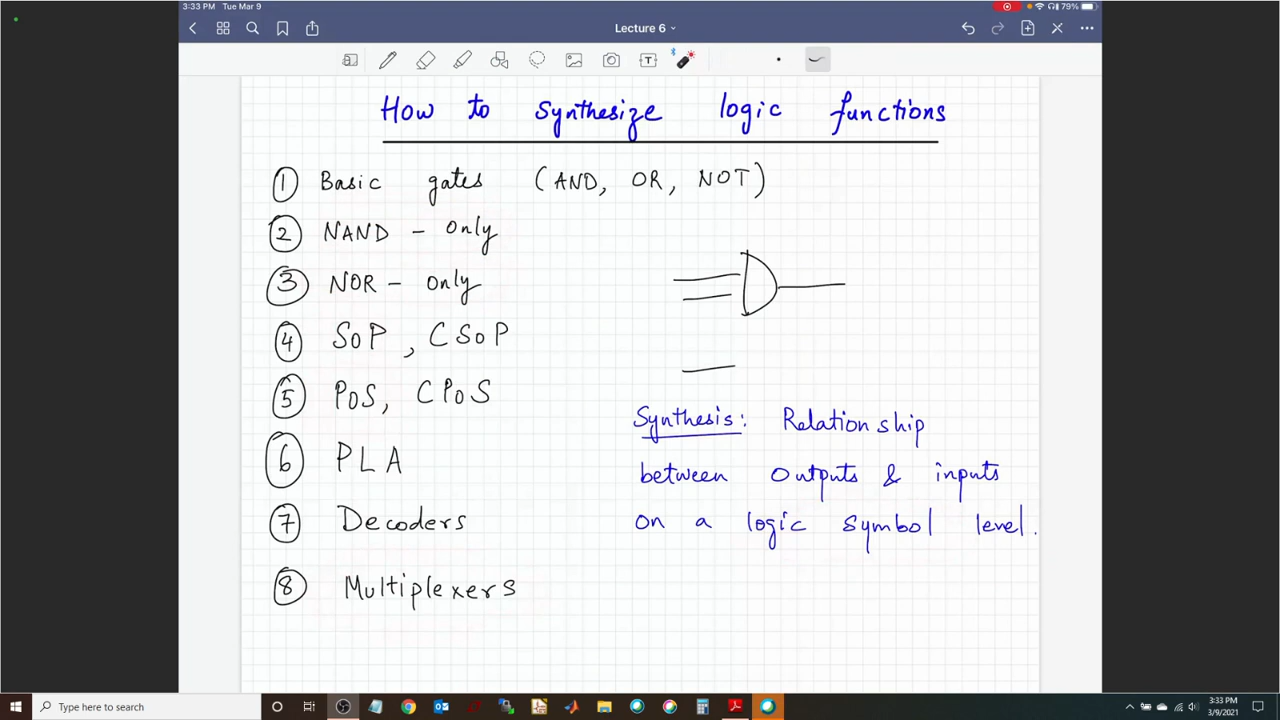 3:33 PM Tue Mar 9
79%
Lecture 6
How to synthesize logic functions
1 Basic gates (AND, OR, NOT)
2 NAND - only
3 NOR - only
4 SoP, CSoP
5 PoS, CPoS
6 PLA
7 Decoders
8 Multiplexers
Synthesis: Relationship
between outputs & inputs
on a logic symbol level.
Type here to search
3:33 PM
3/9/2021